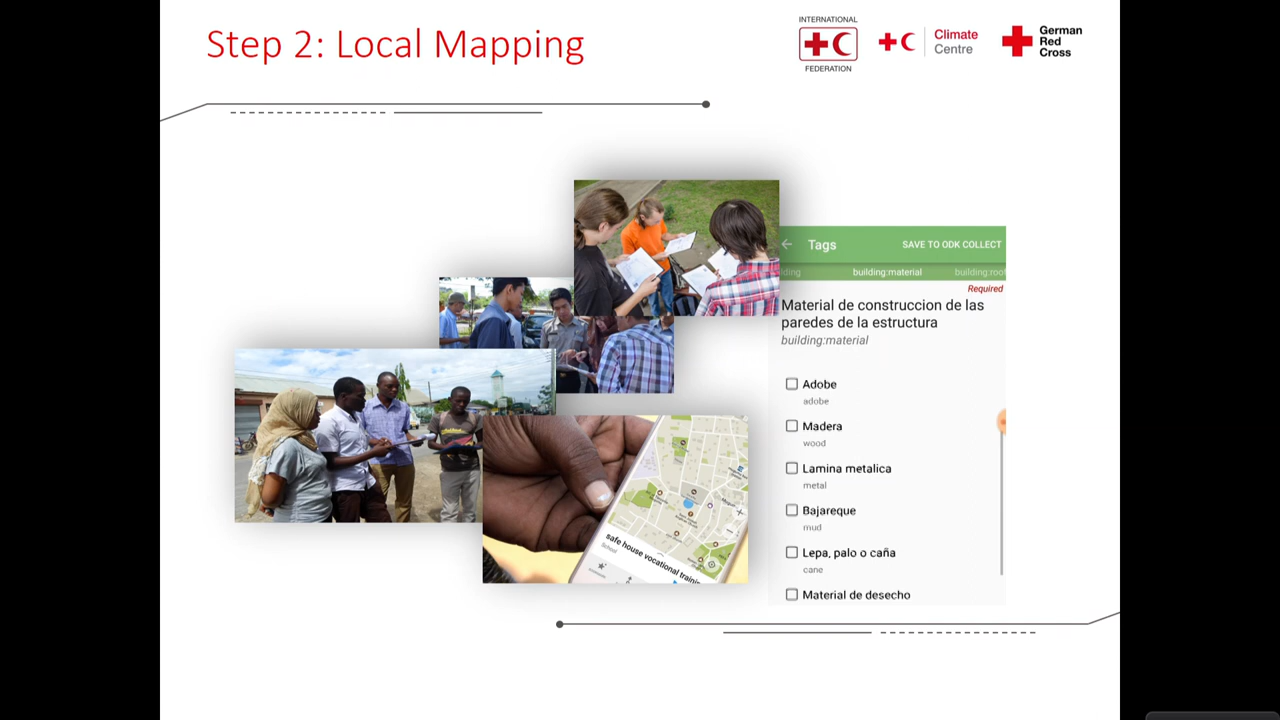 Step 2: Local Mapping
INTERNATIONAL
FEDERATION
Climate
Centre
German
Red
Cross
Tags
SAVE TO ODK COLLECT
building:material
Required
Material de construccion de las
paredes de la estructura
building:material
Adobe
adobe
Madera
wood
Lamina metalica
metal
Bajareque
mud
Lepa, palo o caña
cane
Material de desecho
safe house vocational
School